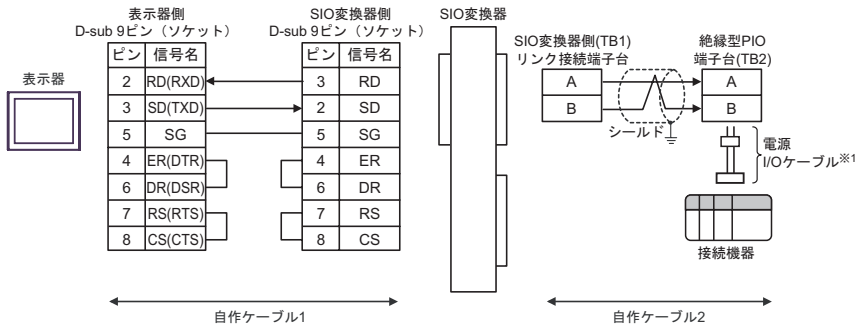 表示器側
D-sub 9ピン（ソケット）
SIO変換器側
D-sub 9ピン（ソケット）
SIO変換器
表示器
ピン 信号名
2 RD(RXD)
3 SD(TXD)
5 SG
4 ER(DTR)
6 DR(DSR)
7 RS(RTS)
8 CS(CTS)
ピン 信号名
3 RD
2 SD
5 SG
4 ER
6 DR
7 RS
8 CS
SIO変換器側(TB1)
リンク接続端子台
A
B
シールド
絶縁型PIO
端子台(TB2)
A
B
電源
I/Oケーブル※1
接続機器
自作ケーブル1
自作ケーブル2